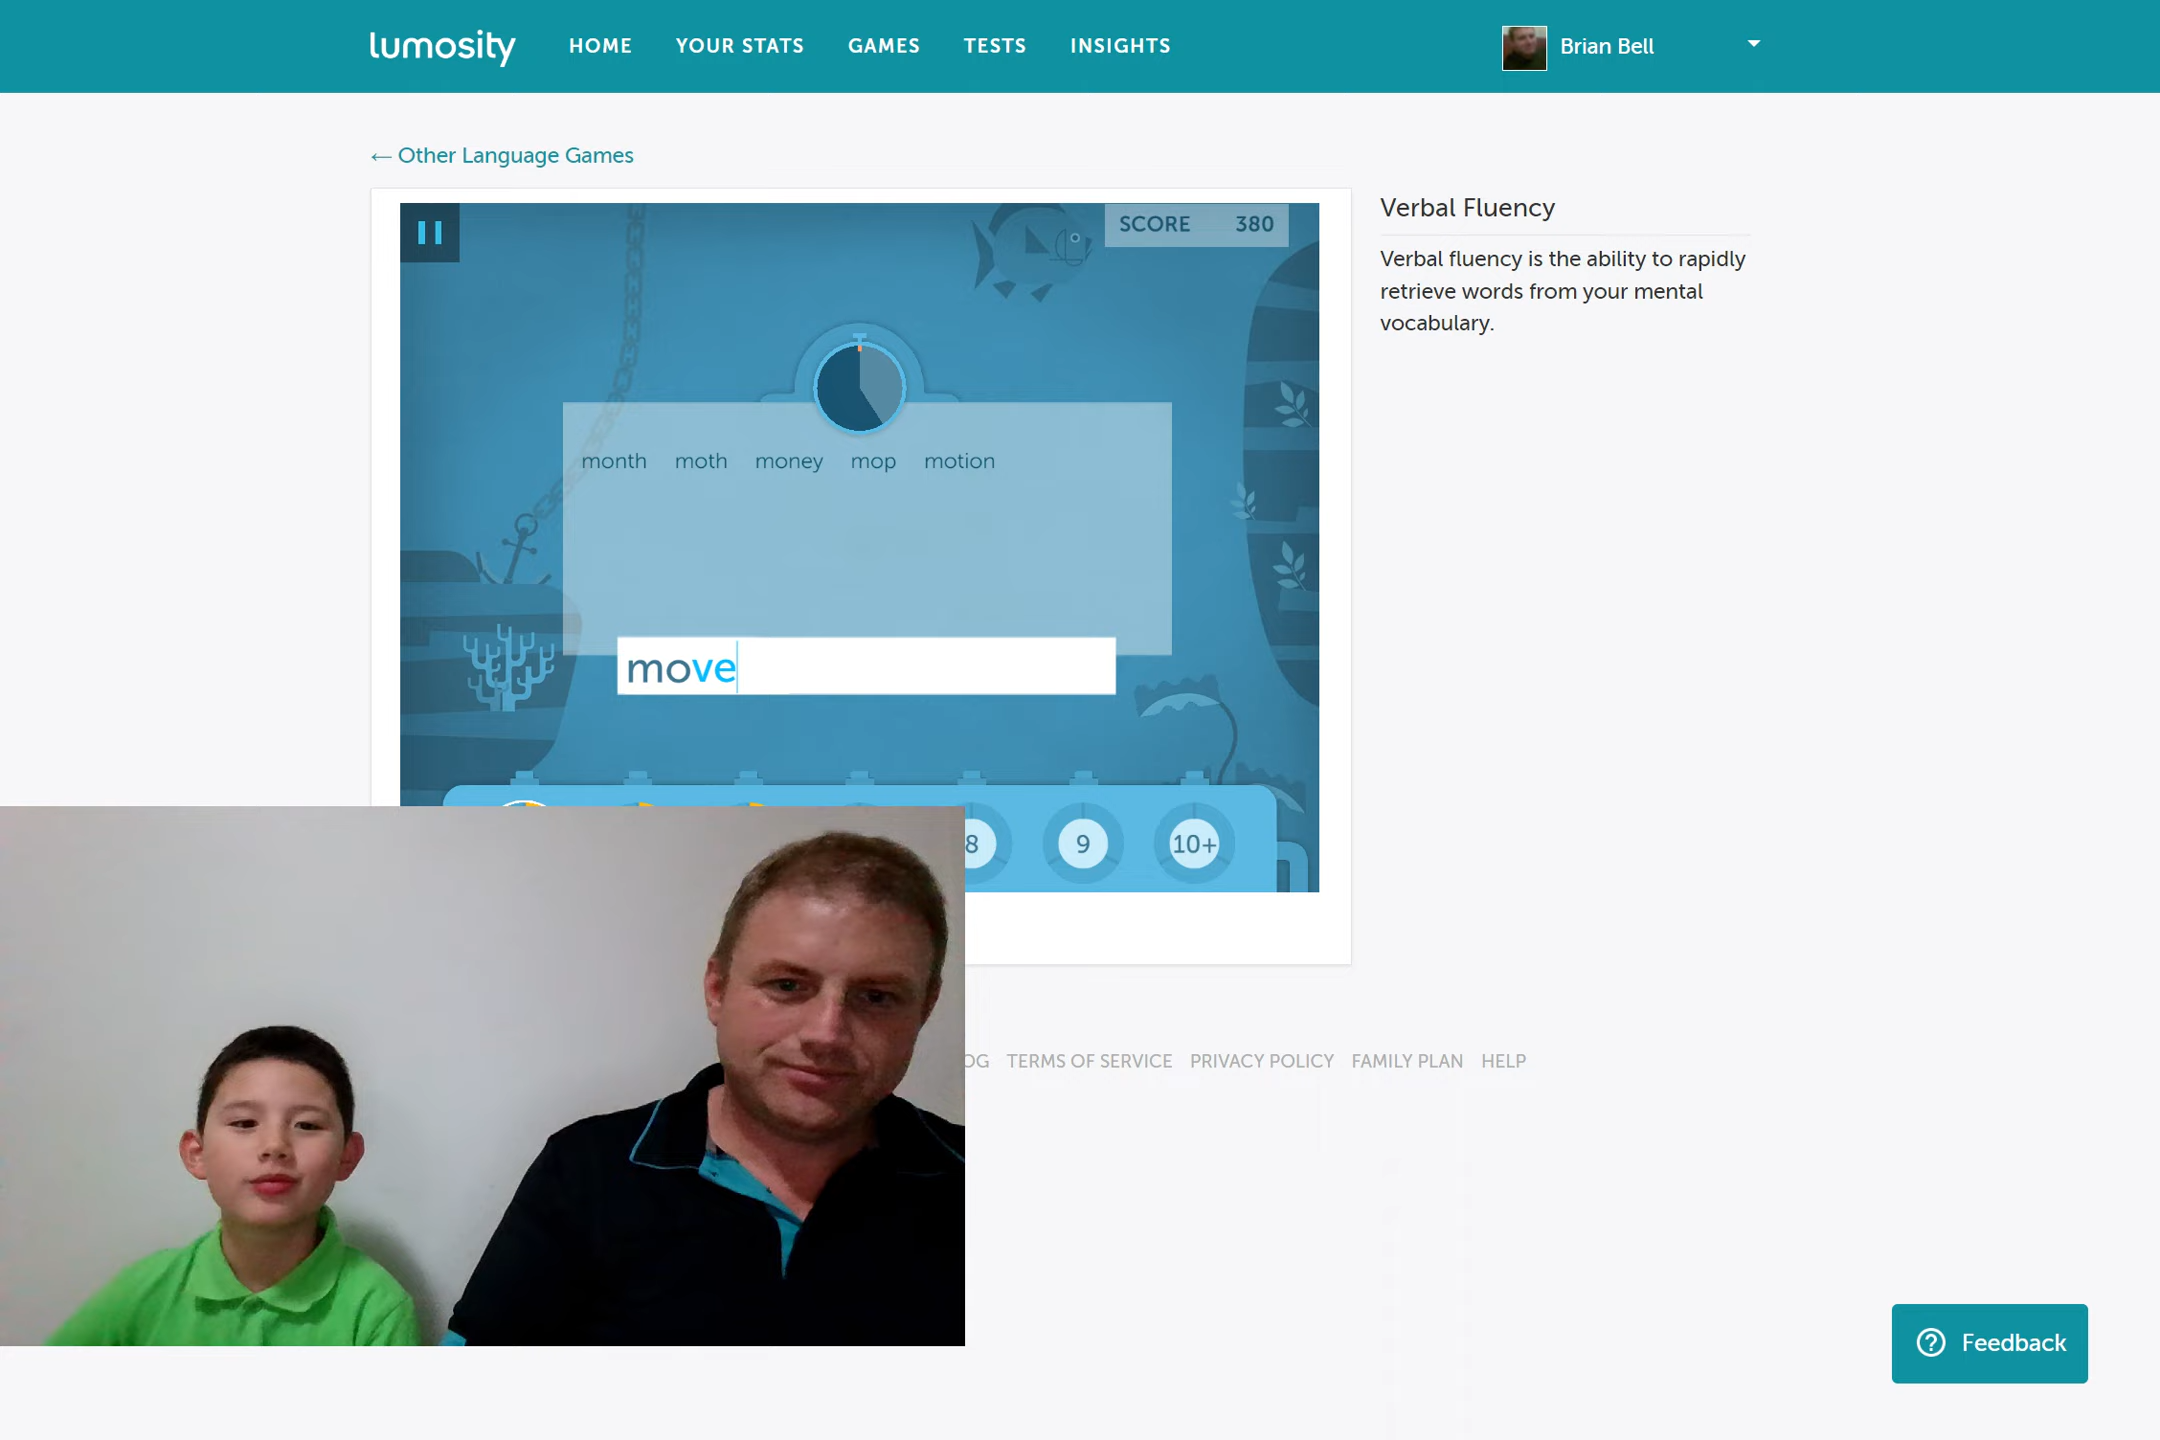 lumosity HOME YOUR STATS GAMES TESTS INSIGHTS Brian Bell
← Other Language Games
SCORE 380
month moth money mop motion
move
8 9 10+
Verbal Fluency
Verbal fluency is the ability to rapidly
retrieve words from your mental
vocabulary.
TERMS OF SERVICE PRIVACY POLICY FAMILY PLAN HELP
Feedback